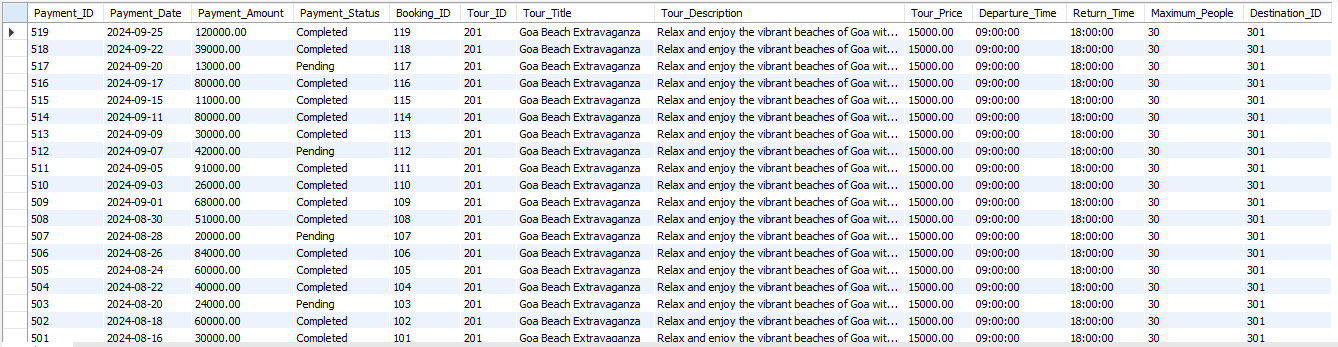 Payment_ID Payment_Date Payment_Amount Payment_Status Booking_ID Tour_ID Tour_Title Tour_Description Tour_Price Departure_Time Return_Time Maximum_People Destination_ID
519 2024-09-25 120000.00 Completed 119 201 Goa Beach Extravaganza Relax and enjoy the vibrant beaches of Goa wit... 15000.00 09:00:00 18:00:00 30 301
518 2024-09-22 39000.00 Completed 118 201 Goa Beach Extravaganza Relax and enjoy the vibrant beaches of Goa wit... 15000.00 09:00:00 18:00:00 30 301
517 2024-09-20 13000.00 Pending 117 201 Goa Beach Extravaganza Relax and enjoy the vibrant beaches of Goa wit... 15000.00 09:00:00 18:00:00 30 301
516 2024-09-17 80000.00 Completed 116 201 Goa Beach Extravaganza Relax and enjoy the vibrant beaches of Goa wit... 15000.00 09:00:00 18:00:00 30 301
515 2024-09-15 11000.00 Completed 115 201 Goa Beach Extravaganza Relax and enjoy the vibrant beaches of Goa wit... 15000.00 09:00:00 18:00:00 30 301
514 2024-09-11 80000.00 Completed 114 201 Goa Beach Extravaganza Relax and enjoy the vibrant beaches of Goa wit... 15000.00 09:00:00 18:00:00 30 301
513 2024-09-09 30000.00 Completed 113 201 Goa Beach Extravaganza Relax and enjoy the vibrant beaches of Goa wit... 15000.00 09:00:00 18:00:00 30 301
512 2024-09-07 42000.00 Pending 112 201 Goa Beach Extravaganza Relax and enjoy the vibrant beaches of Goa wit... 15000.00 09:00:00 18:00:00 30 301
511 2024-09-05 91000.00 Completed 111 201 Goa Beach Extravaganza Relax and enjoy the vibrant beaches of Goa wit... 15000.00 09:00:00 18:00:00 30 301
510 2024-09-03 26000.00 Completed 110 201 Goa Beach Extravaganza Relax and enjoy the vibrant beaches of Goa wit... 15000.00 09:00:00 18:00:00 30 301
509 2024-09-01 68000.00 Completed 109 201 Goa Beach Extravaganza Relax and enjoy the vibrant beaches of Goa wit... 15000.00 09:00:00 18:00:00 30 301
508 2024-08-30 51000.00 Completed 108 201 Goa Beach Extravaganza Relax and enjoy the vibrant beaches of Goa wit... 15000.00 09:00:00 18:00:00 30 301
507 2024-08-28 20000.00 Pending 107 201 Goa Beach Extravaganza Relax and enjoy the vibrant beaches of Goa wit... 15000.00 09:00:00 18:00:00 30 301
506 2024-08-26 84000.00 Completed 106 201 Goa Beach Extravaganza Relax and enjoy the vibrant beaches of Goa wit... 15000.00 09:00:00 18:00:00 30 301
505 2024-08-24 60000.00 Completed 105 201 Goa Beach Extravaganza Relax and enjoy the vibrant beaches of Goa wit... 15000.00 09:00:00 18:00:00 30 301
504 2024-08-22 40000.00 Completed 104 201 Goa Beach Extravaganza Relax and enjoy the vibrant beaches of Goa wit... 15000.00 09:00:00 18:00:00 30 301
503 2024-08-20 24000.00 Pending 103 201 Goa Beach Extravaganza Relax and enjoy the vibrant beaches of Goa wit... 15000.00 09:00:00 18:00:00 30 301
502 2024-08-18 60000.00 Completed 102 201 Goa Beach Extravaganza Relax and enjoy the vibrant beaches of Goa wit... 15000.00 09:00:00 18:00:00 30 301
501 2024-08-16 30000.00 Completed 101 201 Goa Beach Extravaganza Relax and enjoy the vibrant beaches of Goa wit... 15000.00 09:00:00 18:00:00 30 301